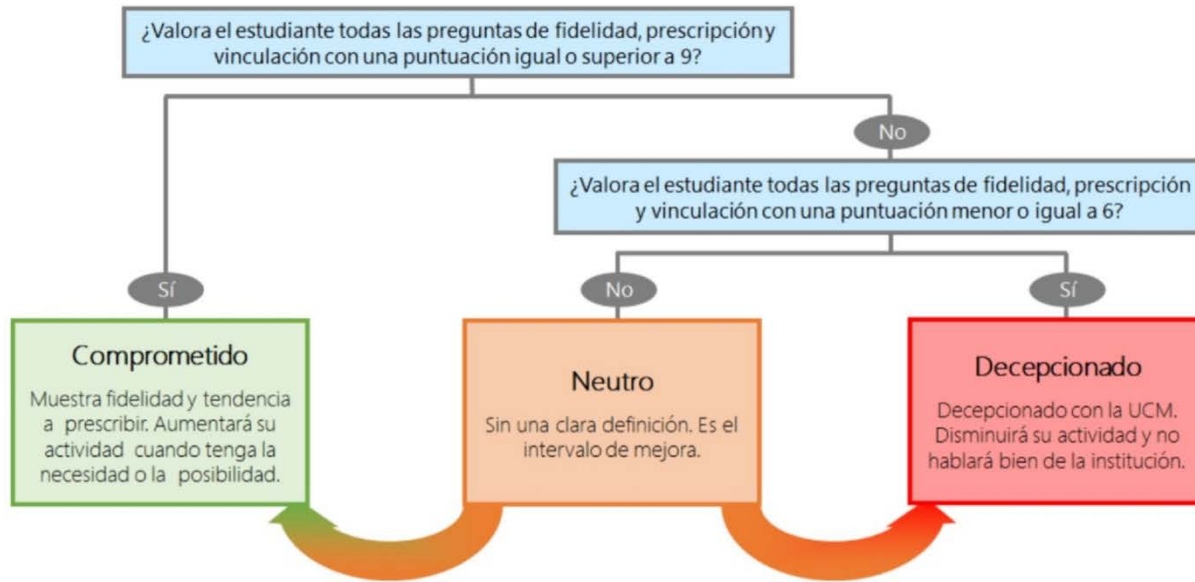 ¿Valora el estudiante todas las preguntas de fidelidad, prescripción y
vinculación con una puntuación igual o superior a 9?
No
¿Valora el estudiante todas las preguntas de fidelidad, prescripción
y vinculación con una puntuación menor o igual a 6?
Sí
No
Sí
Comprometido
Muestra fidelidad y tendencia
a prescribir. Aumentará su
actividad cuando tenga la
necesidad o la posibilidad.
Neutro
Sin una clara definición. Es el
intervalo de mejora.
Decepcionado
Decepcionado con la UCM.
Disminuirá su actividad y no
hablará bien de la institución.